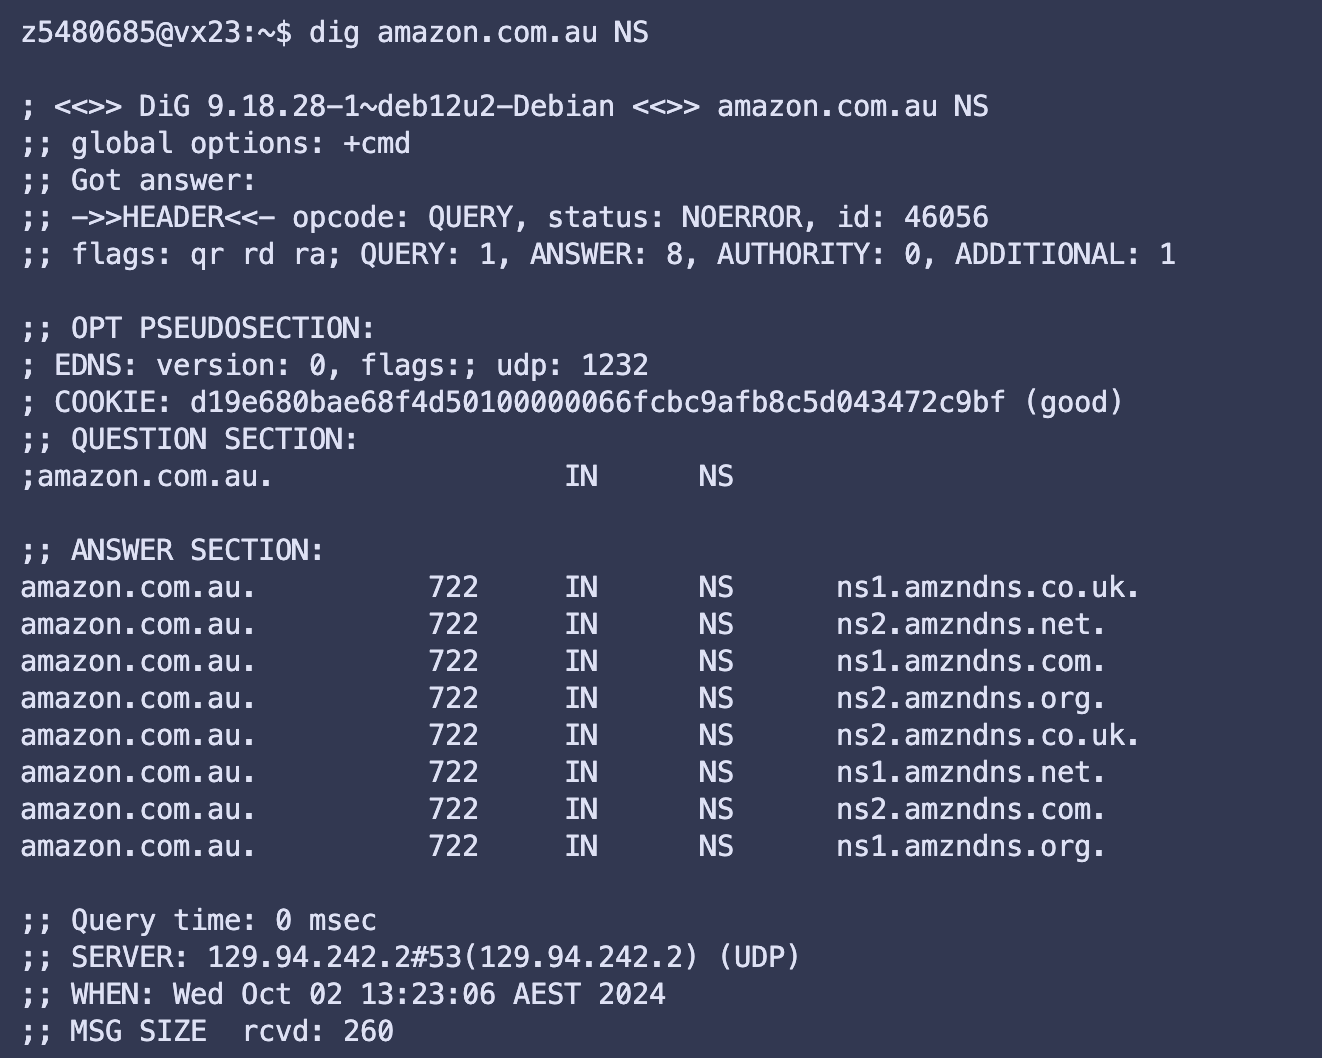 z5480685@vx23:~$ dig amazon.com.au NS
; <<>> DiG 9.18.28-1~deb12u2-Debian <<>> amazon.com.au NS
;; global options: +cmd
;; Got answer:
;; ->>HEADER<<- opcode: QUERY, status: NOERROR, id: 46056
;; flags: qr rd ra; QUERY: 1, ANSWER: 8, AUTHORITY: 0, ADDITIONAL: 1
;; OPT PSEUDOSECTION:
; EDNS: version: 0, flags:; udp: 1232
; COOKIE: d19e680bae68f4d50100000066fcbc9afb8c5d043472c9bf (good)
;; QUESTION SECTION:
;amazon.com.au. IN NS
;; ANSWER SECTION:
amazon.com.au. 722 IN NS ns1.amzndns.co.uk.
amazon.com.au. 722 IN NS ns2.amzndns.net.
amazon.com.au. 722 IN NS ns1.amzndns.com.
amazon.com.au. 722 IN NS ns2.amzndns.org.
amazon.com.au. 722 IN NS ns2.amzndns.co.uk.
amazon.com.au. 722 IN NS ns1.amzndns.net.
amazon.com.au. 722 IN NS ns2.amzndns.com.
amazon.com.au. 722 IN NS ns1.amzndns.org.
;; Query time: 0 msec
;; SERVER: 129.94.242.2#53(129.94.242.2) (UDP)
;; WHEN: Wed Oct 02 13:23:06 AEST 2024
;; MSG SIZE  rcvd: 260